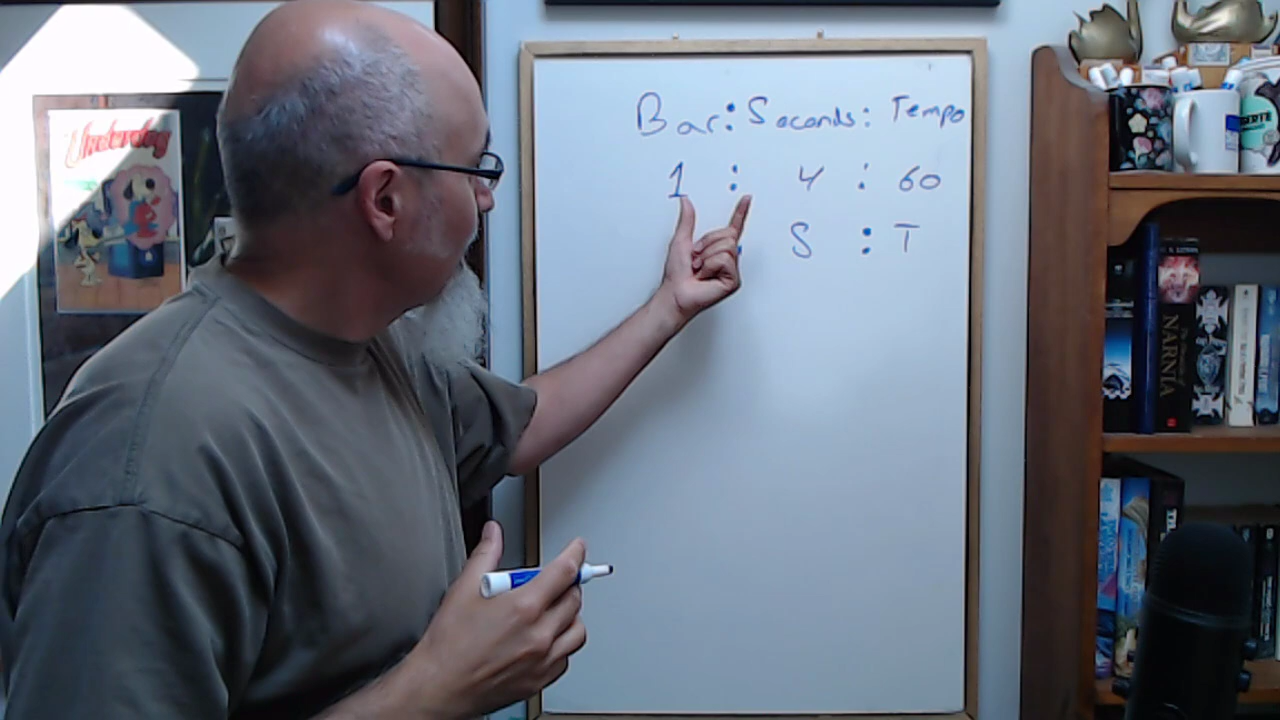 Bar : Seconds : Tempo
1 : 4 : 60
: S : T
Underdog
NARNIA